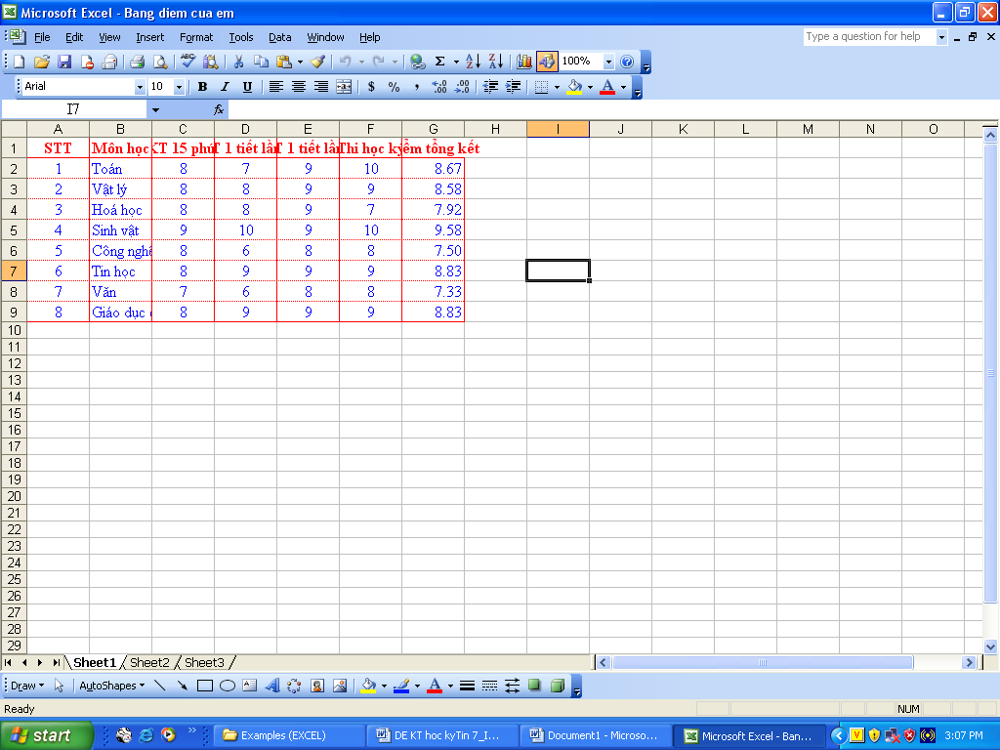 Microsoft Excel - Bang diem cua em
File Edit View Insert Format Tools Data Window Help Type a question for help
100%
Arial 10 B I U $ % ,
I7 fx
A B C D E F G H I J K L M N O
1 STT Môn học KT 15 phú T 1 tiết lần T 1 tiết lần Thi học kỳ ểm tổng kết
2 1 Toán 8 7 9 10 8.67
3 2 Vật lý 8 8 9 9 8.58
4 3 Hoá học 8 8 9 7 7.92
5 4 Sinh vật 9 10 9 10 9.58
6 5 Công nghệ 8 6 8 8 7.50
7 6 Tin học 8 9 9 9 8.83
8 7 Văn 7 6 8 8 7.33
9 8 Giáo dục 8 9 9 9 8.83
10
11
12
13
14
15
16
17
18
19
20
21
22
23
24
25
26
27
28
29
Sheet1 Sheet2 Sheet3
Draw AutoShapes
Ready NUM
start Examples (EXCEL) DE KT hoc kyTin 7_I... Document1 - Microso... Microsoft Excel - Ban... 3:07 PM